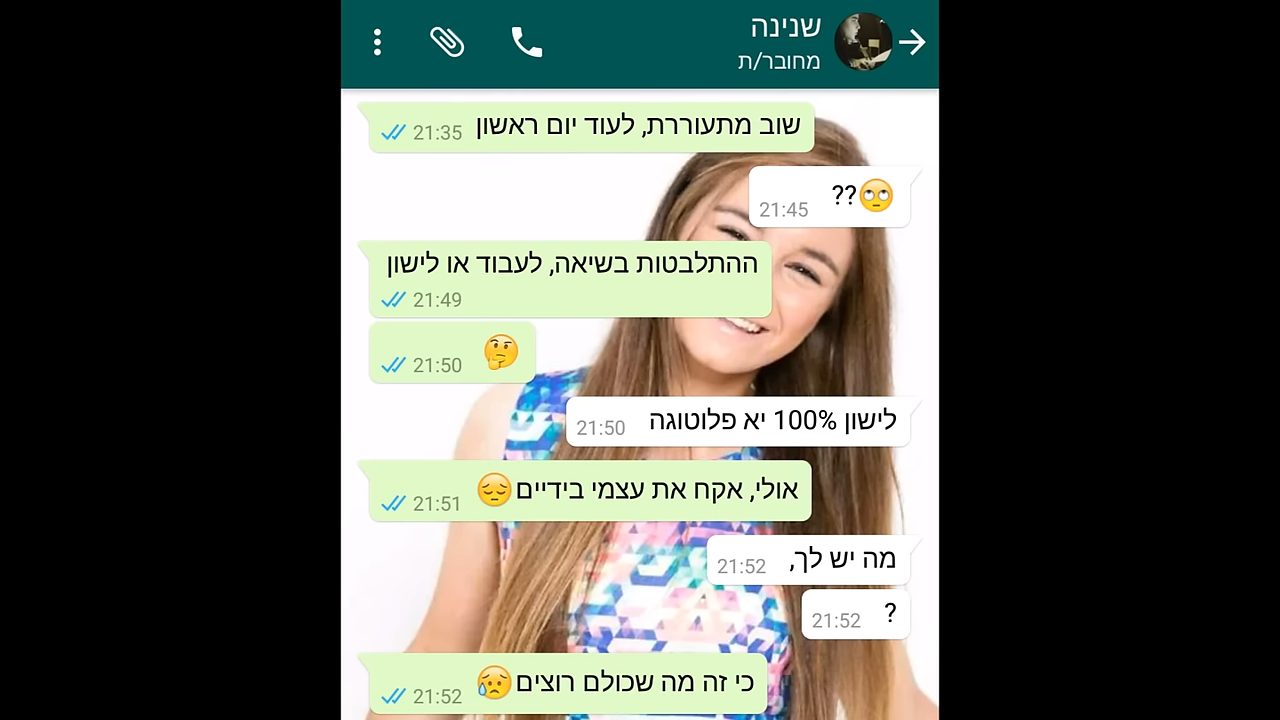 שנינה
מחובר/ת
שוב מתעוררת, לעוד יום ראשון 21:35
🙄?? 21:45
ההתלבטות בשיאה, לעבוד או לישון
21:49
🤔 21:50
לישון 100% יא פלוטוגה 21:50
אולי, אקח את עצמי בידיים😔 21:51
מה יש לך, 21:52
? 21:52
כי זה מה שכולם רוצים😥 21:52